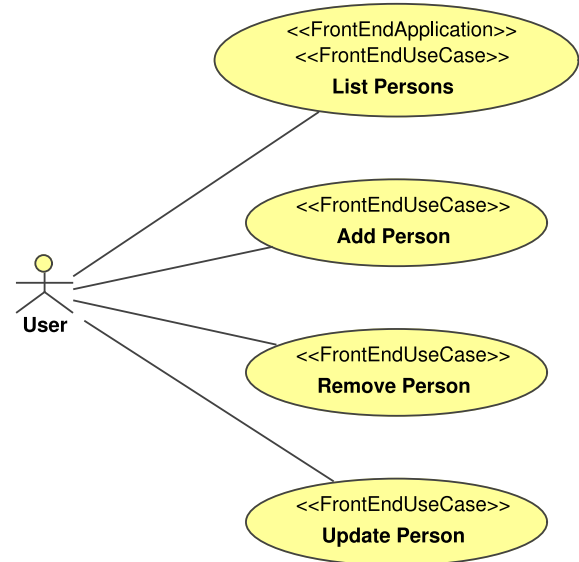 <<FrontEndApplication>>
<<FrontEndUseCase>>
List Persons
<<FrontEndUseCase>>
Add Person
User
<<FrontEndUseCase>>
Remove Person
<<FrontEndUseCase>>
Update Person